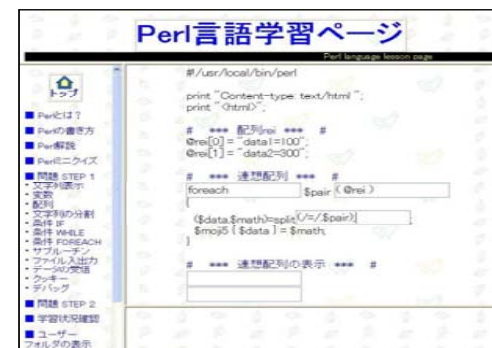 Perl言語学習ページ
Perl language lesson page
トップ
■ Perlとは？
■ Perlの書き方
■ Perl解説
■ Perlミニクイズ
■ 問題 STEP 1
・文字列表示
・変数
・配列
・文字列の分割
・条件 IF
・条件 WHILE
・条件 FOREACH
・サブルーチン
・ファイル入出力
・データの受信
・クッキー
・デバッグ
■ 問題 STEP 2
■ 学習状況確認
■ ユーザー
フォルダの表示
#!/usr/local/bin/perl
print "Content-type: text/html ";
print "<html>";
# *** 配列rei *** #
@rei[0] = "data1=100";
@rei[1] = "data2=300";
# *** 連想配列 *** #
foreach $pair ( @rei )
{
($data,$math)=split(/=/,$pair); ;
$moji5 { $data } = $math;
}
# *** 連想配列の表示 *** #